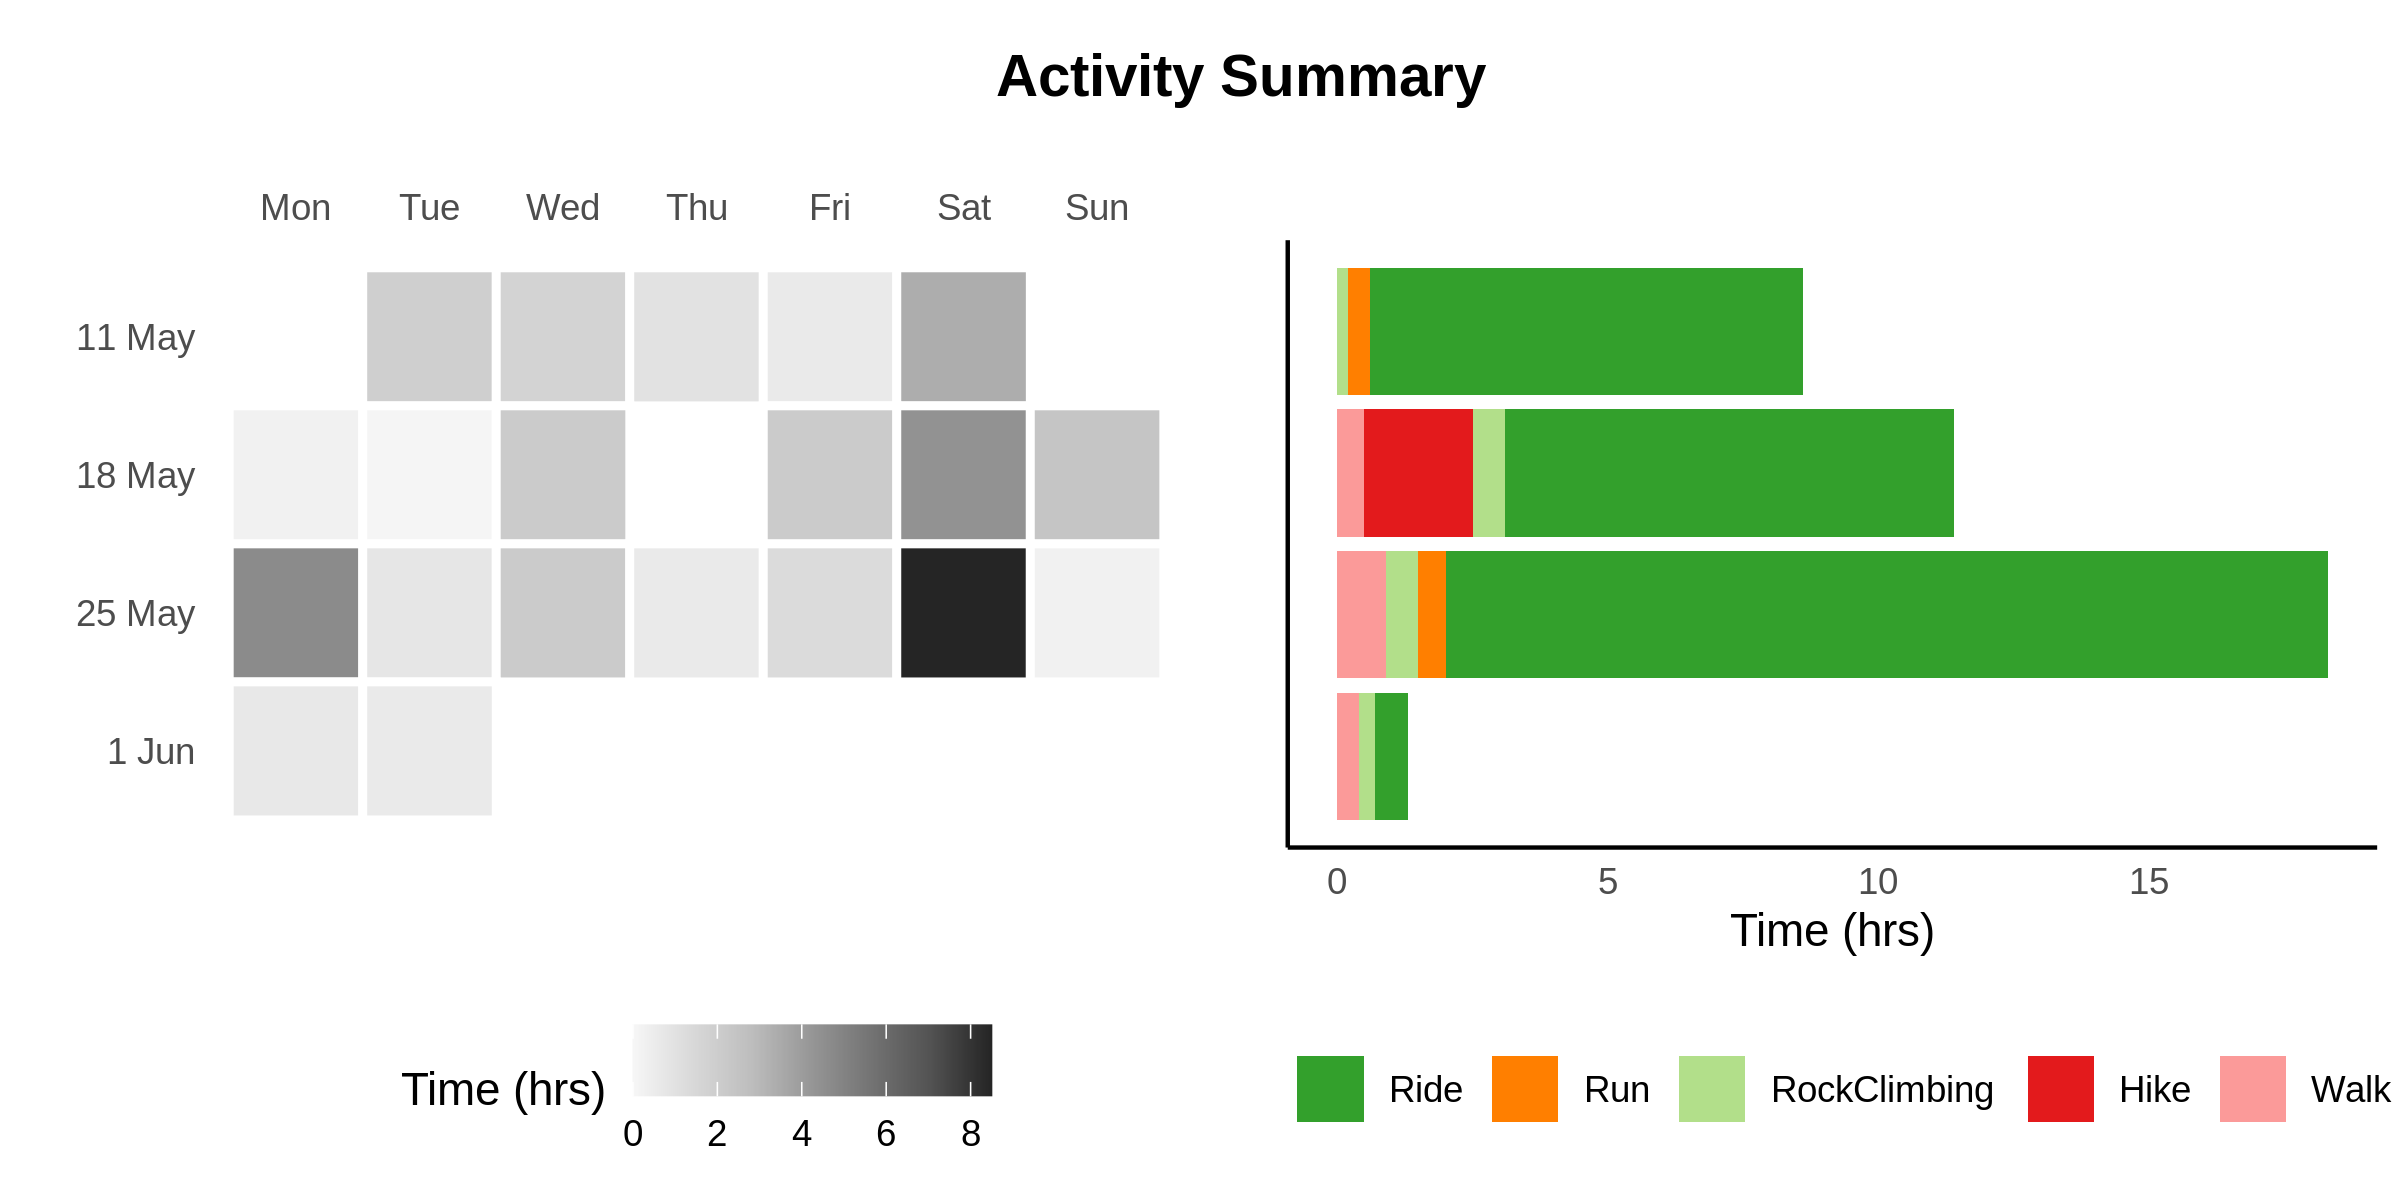 Activity Summary
Mon Tue Wed Thu Fri Sat Sun
11 May
18 May
25 May
1 Jun
0 5 10 15
Time (hrs)
Time (hrs)
0 2 4 6 8
Ride Run RockClimbing Hike Walk